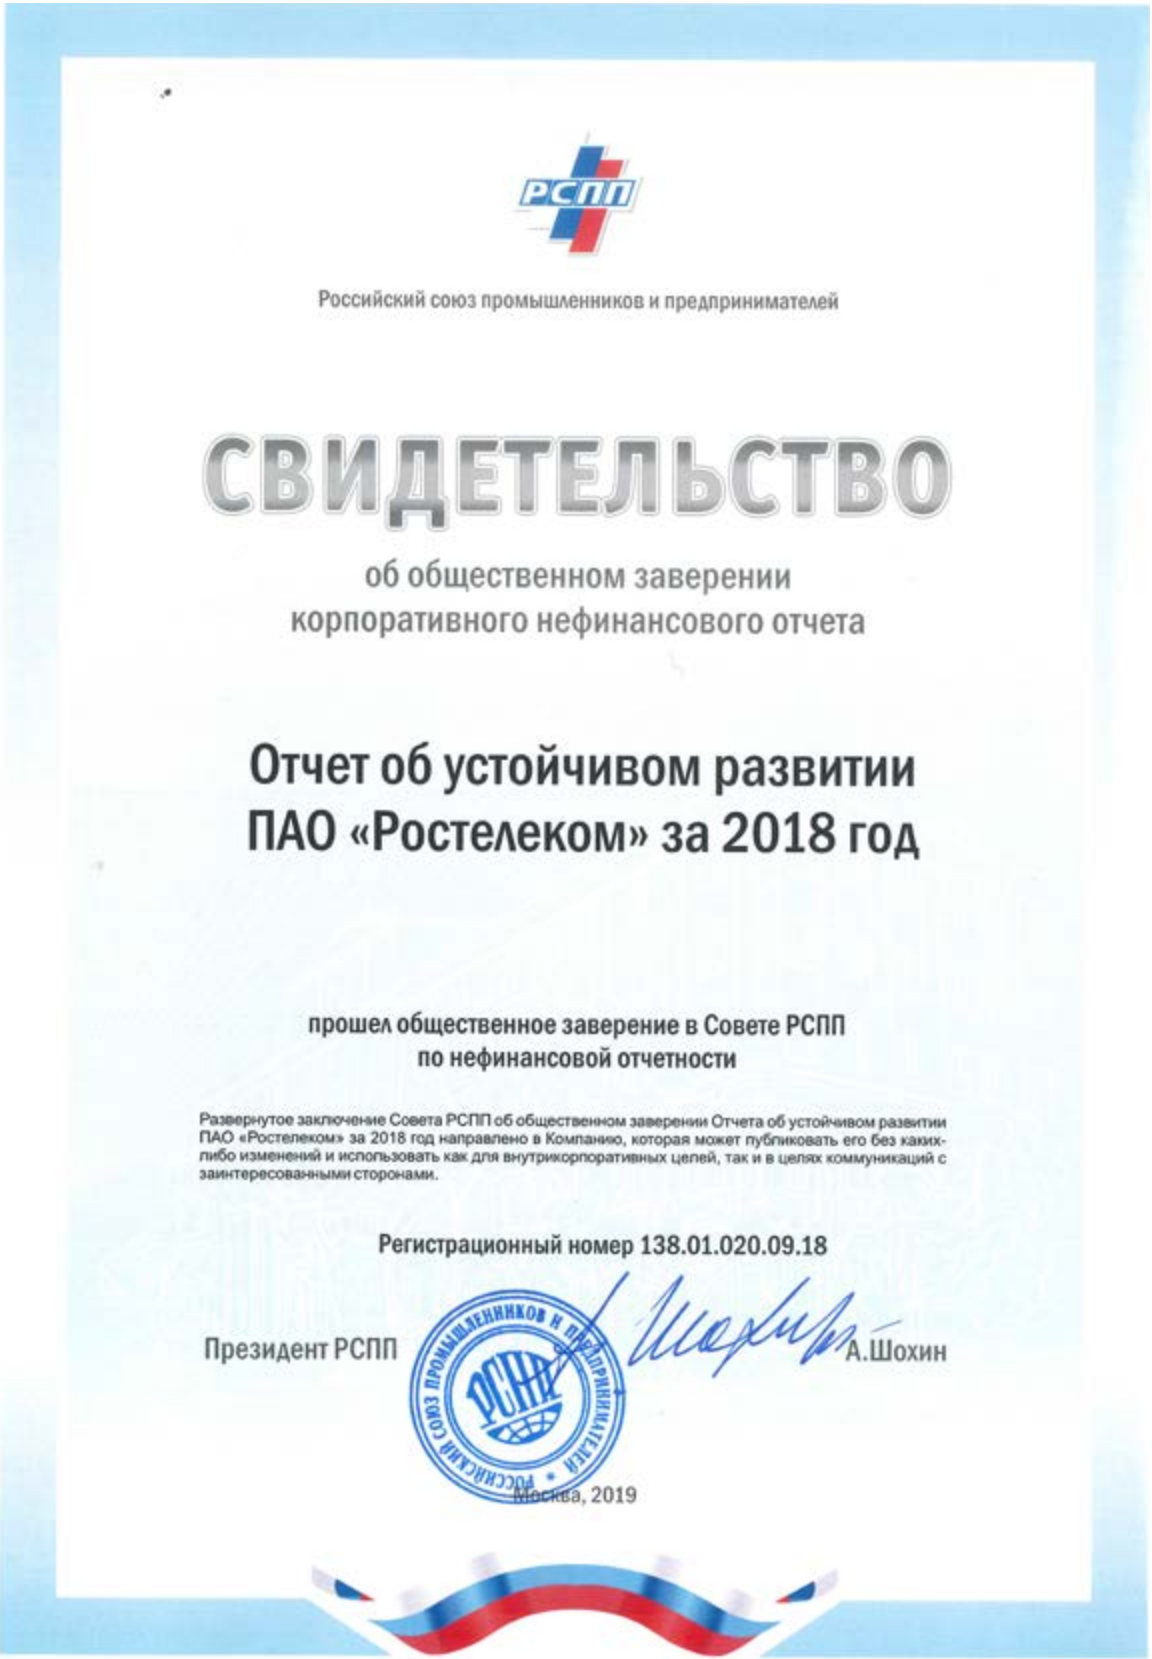 РСПП
Российский союз промышленников и предпринимателей
СВИДЕТЕЛЬСТВО
об общественном заверении
корпоративного нефинансового отчета
Отчет об устойчивом развитии
ПАО «Ростелеком» за 2018 год
прошел общественное заверение в Совете РСПП
по нефинансовой отчетности
Развернутое заключение Совета РСПП об общественном заверении Отчета об устойчивом развитии
ПАО «Ростелеком» за 2018 год направлено в Компанию, которая может публиковать его без каких-
либо изменений и использовать как для внутрикорпоративных целей, так и в целях коммуникаций с
заинтересованными сторонами.
Регистрационный номер 138.01.020.09.18
Президент РСПП
РОССИЙСКИЙ СОЮЗ ПРОМЫШЛЕННИКОВ И ПРЕДПРИНИМАТЕЛЕЙ *
РСПП
А.Шохин
Москва, 2019